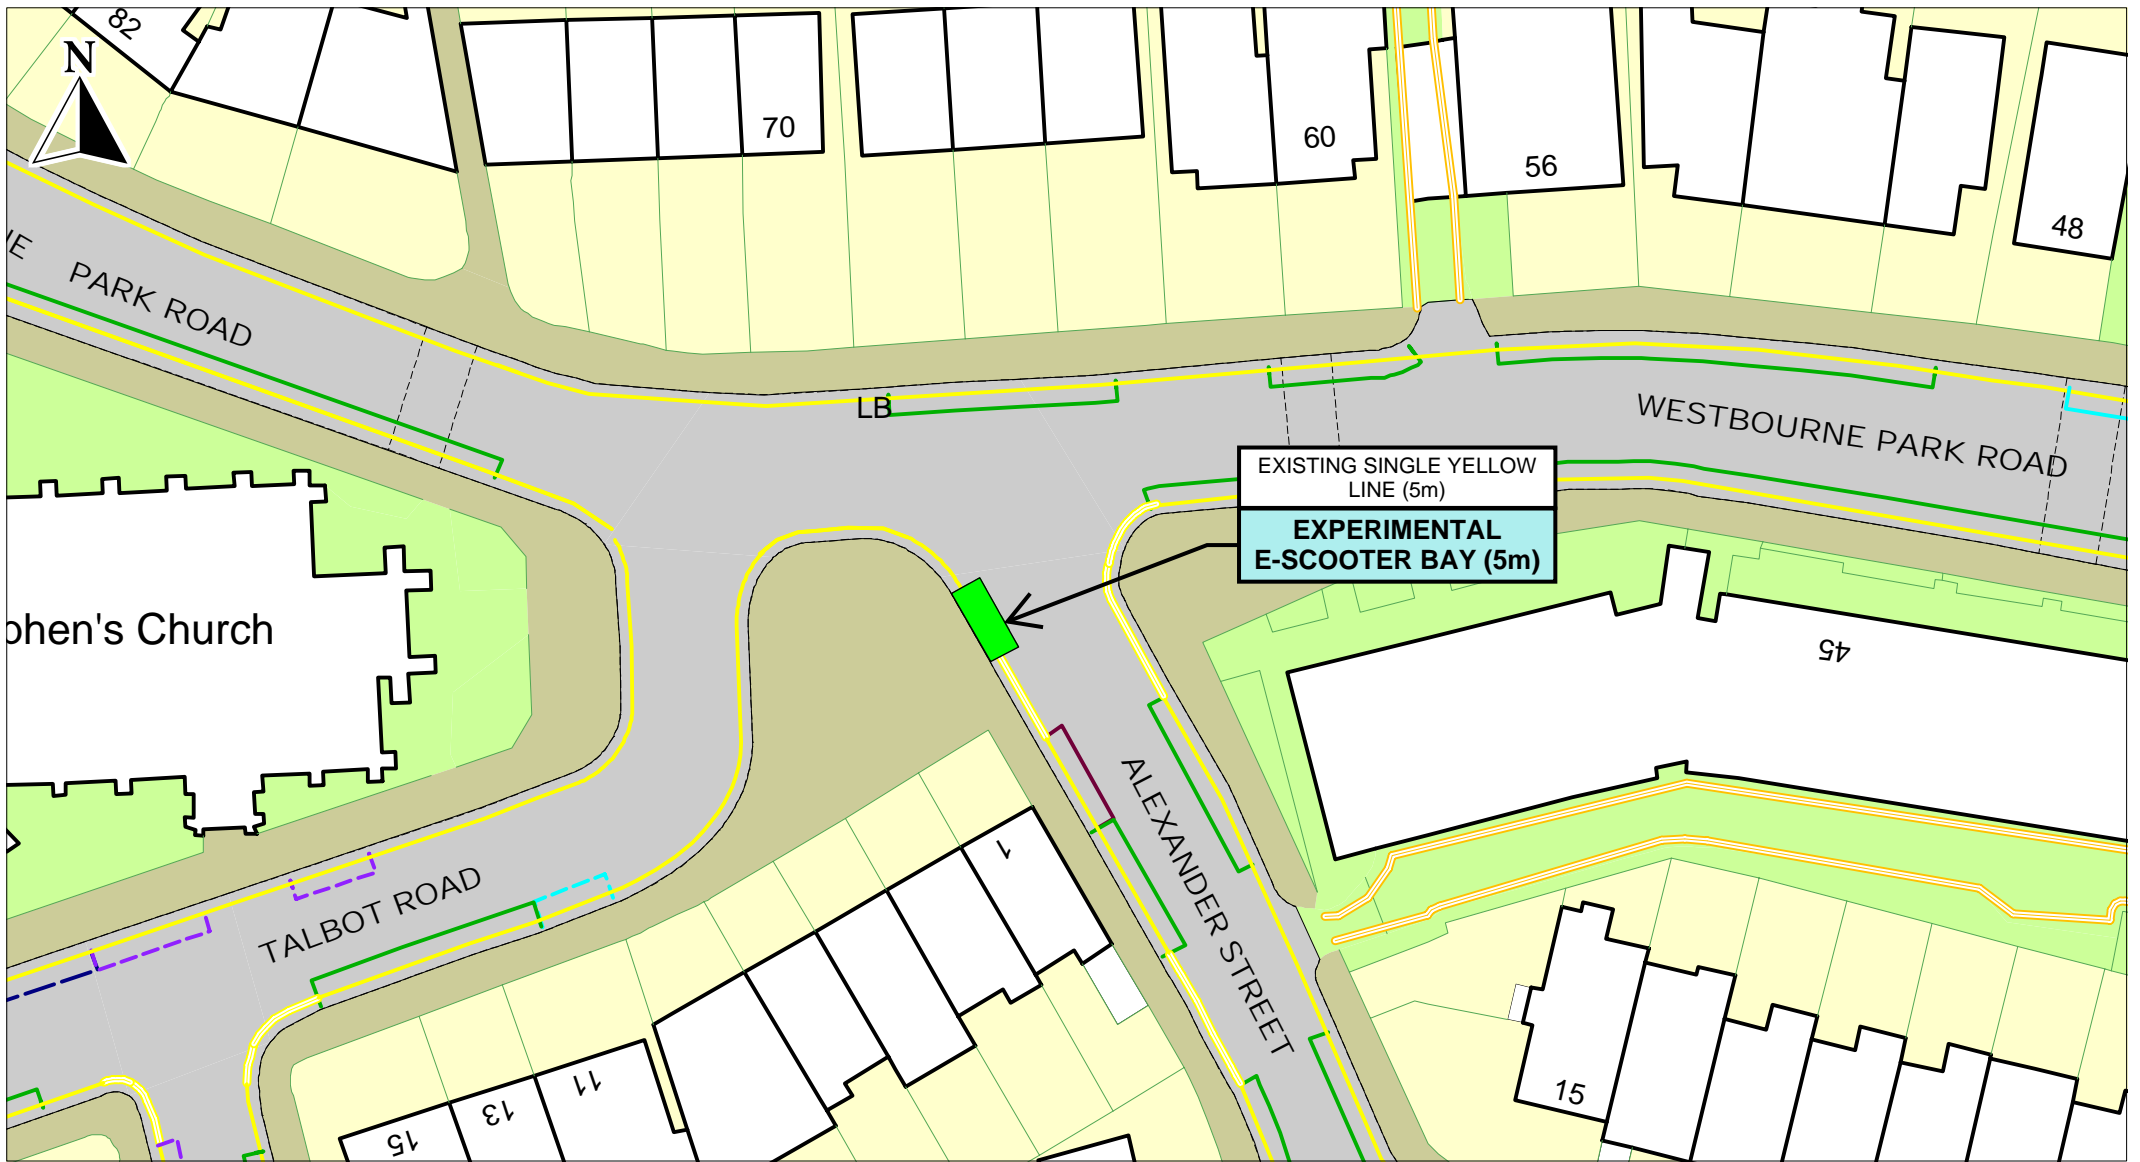 82
N
70
60
56
48
PARK ROAD
LB
WESTBOURNE PARK ROAD
EXISTING SINGLE YELLOW
LINE (5m)
EXPERIMENTAL
E-SCOOTER BAY (5m)
phen's Church
45
ALEXANDER STREET
TALBOT ROAD
1
11
13
15
15